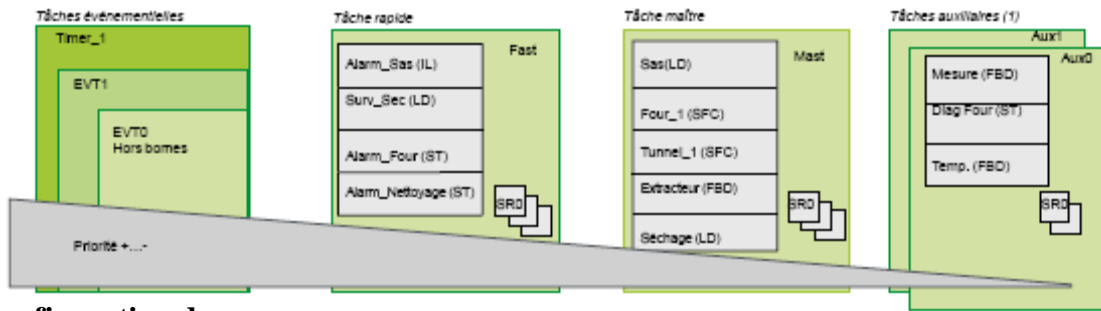 Tâches événementielles
Timer_1
EVT1
EVT0
Hors bornes
Tâche rapide
Fast
Alarm_Sas (IL)
Surv_Sec (LD)
Alarm_Four (ST)
Alarm_Nettoyage (ST)
SR0
Tâche maître
Mast
Sas(LD)
Four_1 (SFC)
Tunnel_1 (SFC)
Extracteur (FBD)
Séchage (LD)
SR0
Tâches auxiliaires (1)
Aux1
Aux0
Mesure (FBD)
Diag Four (ST)
Temp. (FBD)
SR0
Priorité +...-